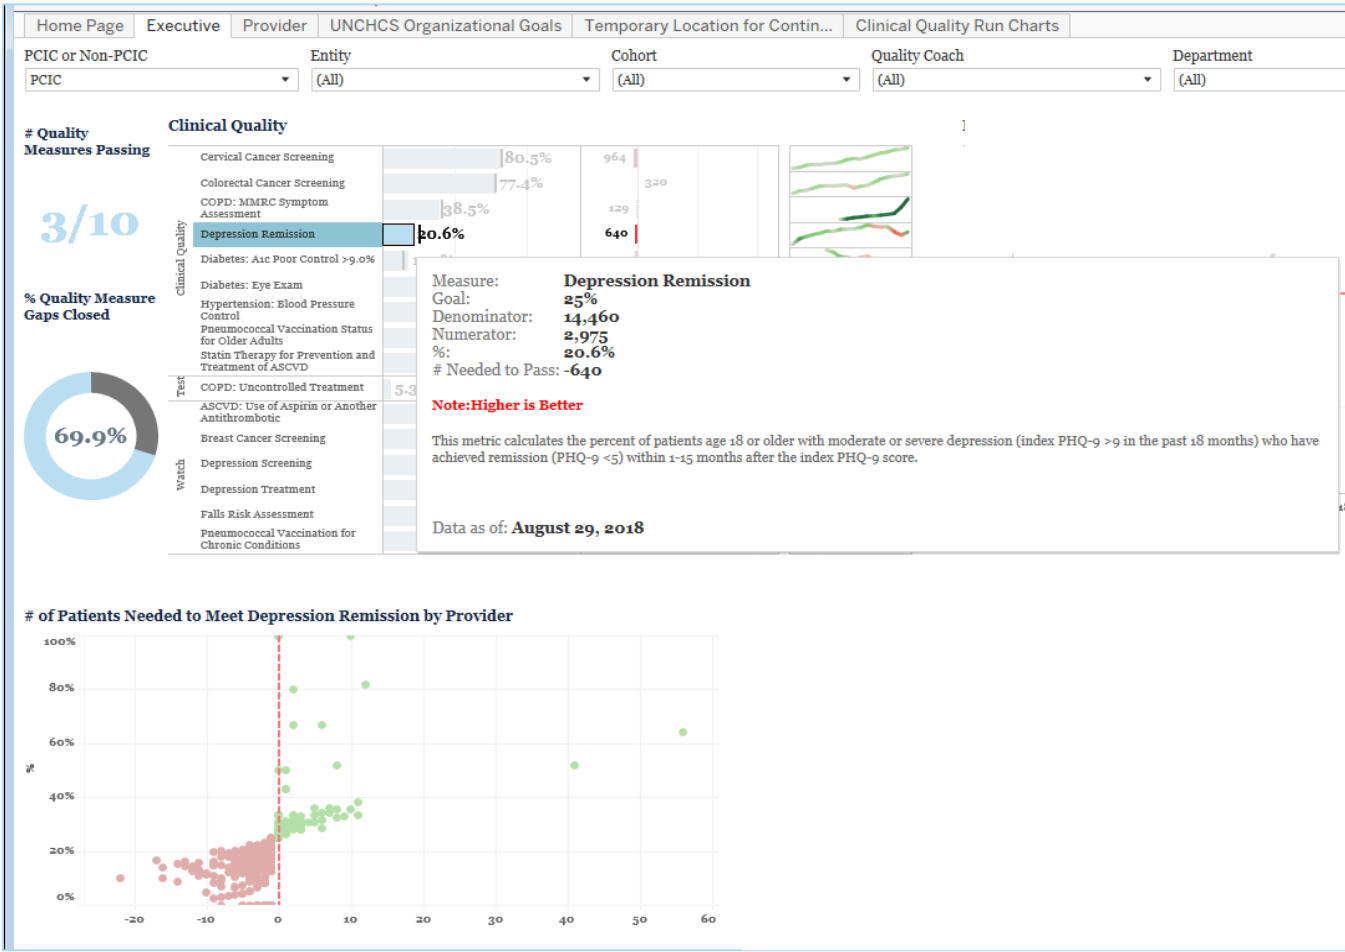 Home Page Executive Provider UNCHCS Organizational Goals Temporary Location for Contin... Clinical Quality Run Charts
PCIC or Non-PCIC Entity Cohort Quality Coach Department
PCIC (All) (All) (All) (All)
# Quality
Measures Passing
3/10
% Quality Measure
Gaps Closed
69.9%
Clinical Quality
Clinical Quality
Cervical Cancer Screening 80.5% 964
Colorectal Cancer Screening 77.4% 320
COPD: MMRC Symptom
Assessment 38.5% 129
Depression Remission 20.6% 640
Diabetes: A1c Poor Control >9.0%
Diabetes: Eye Exam
Hypertension: Blood Pressure
Control
Pneumococcal Vaccination Status
for Older Adults
Statin Therapy for Prevention and
Treatment of ASCVD
Test
COPD: Uncontrolled Treatment 5.3
Watch
ASCVD: Use of Aspirin or Another
Antithrombotic
Breast Cancer Screening
Depression Screening
Depression Treatment
Falls Risk Assessment
Pneumococcal Vaccination for
Chronic Conditions
Measure: Depression Remission
Goal: 25%
Denominator: 14,460
Numerator: 2,975
%: 20.6%
# Needed to Pass: -640
Note:Higher is Better
This metric calculates the percent of patients age 18 or older with moderate or severe depression (index PHQ-9 >9 in the past 18 months) who have
achieved remission (PHQ-9 <5) within 1-15 months after the index PHQ-9 score.
Data as of: August 29, 2018
# of Patients Needed to Meet Depression Remission by Provider
100%
80%
60%
%
40%
20%
0%
-20 -10 0 10 20 30 40 50 60